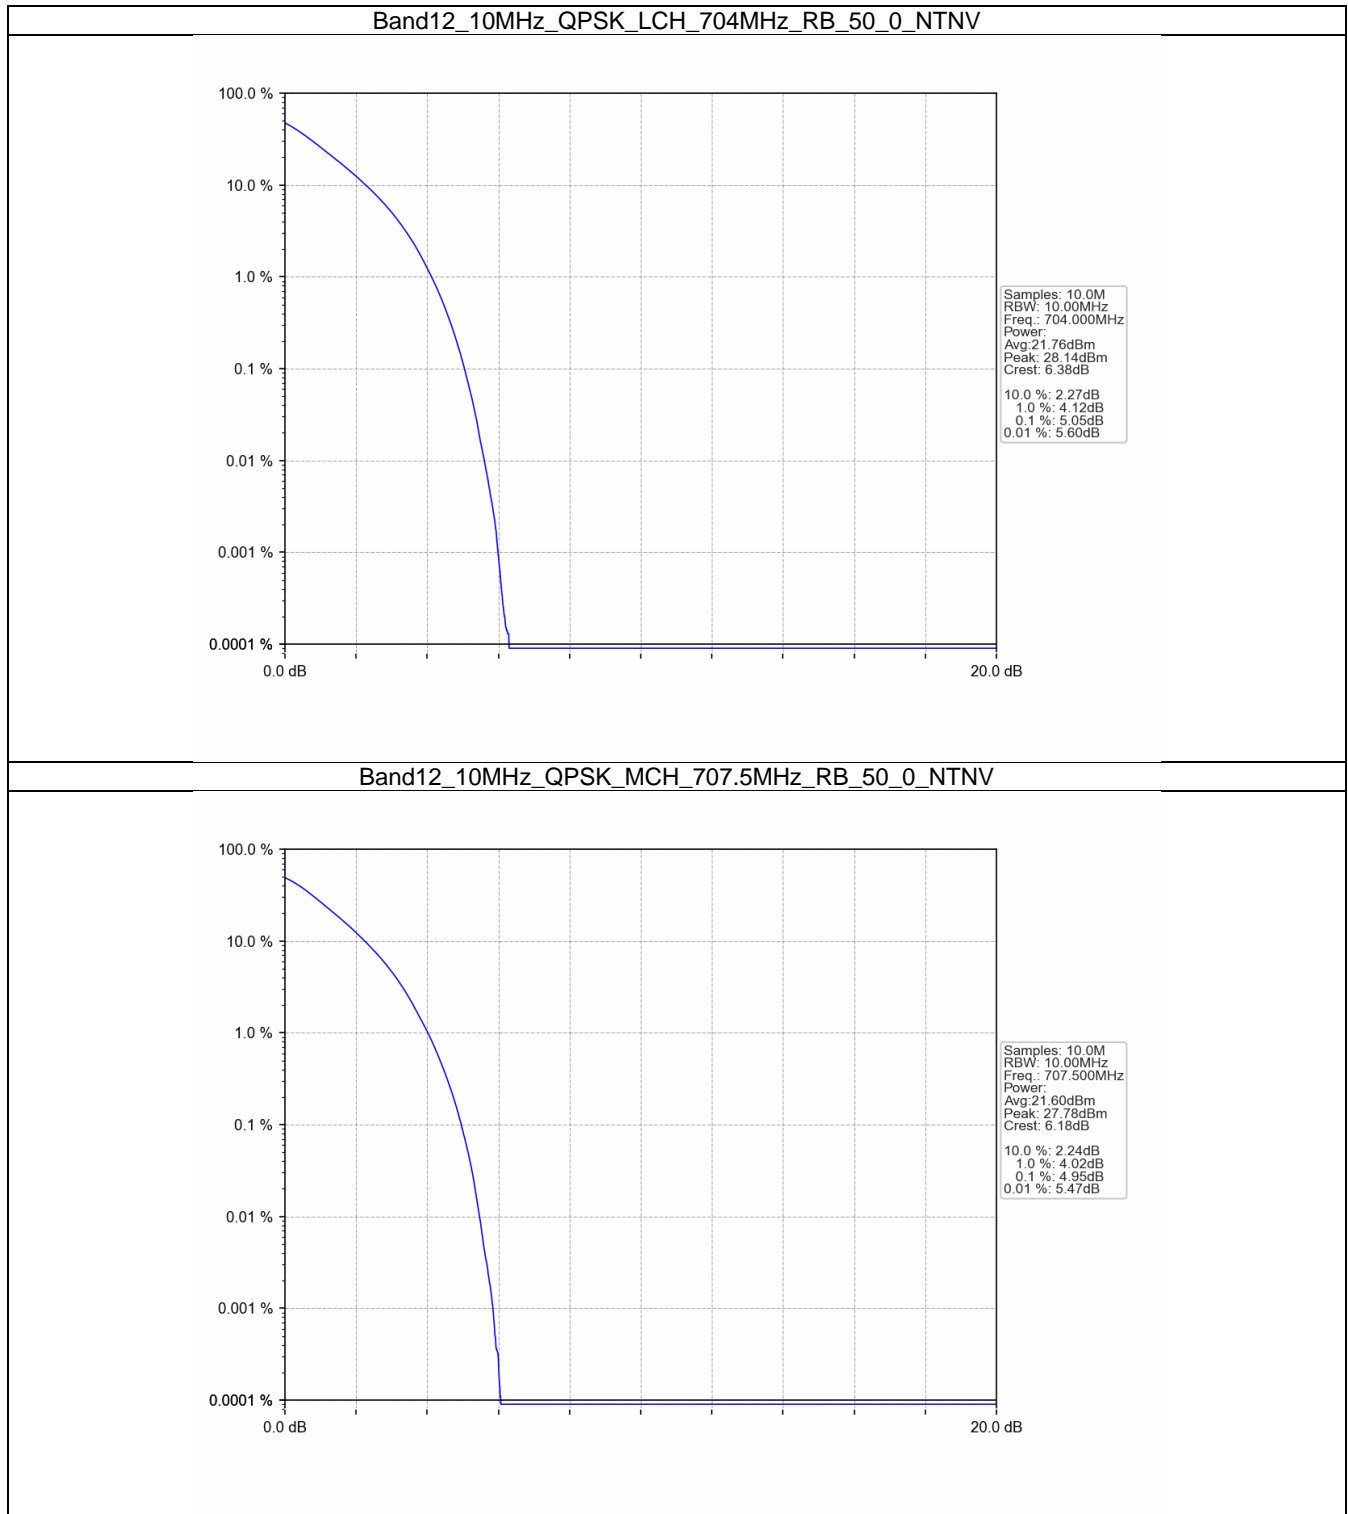 Band12_10MHz_QPSK_LCH_704MHz_RB_50_0_NTNV
100.0 %
10.0 %
1.0 %
0.1 %
0.01 %
0.001 %
0.0001 %
0.0 dB
20.0 dB
Samples: 10.0M
RBW: 10.00MHz
Freq.: 704.000MHz
Power:
Avg:21.76dBm
Peak: 28.14dBm
Crest: 6.38dB
10.0 %: 2.27dB
1.0 %: 4.12dB
0.1 %: 5.05dB
0.01 %: 5.60dB
Band12_10MHz_QPSK_MCH_707.5MHz_RB_50_0_NTNV
100.0 %
10.0 %
1.0 %
0.1 %
0.01 %
0.001 %
0.0001 %
0.0 dB
20.0 dB
Samples: 10.0M
RBW: 10.00MHz
Freq.: 707.500MHz
Power:
Avg:21.60dBm
Peak: 27.78dBm
Crest: 6.18dB
10.0 %: 2.24dB
1.0 %: 4.02dB
0.1 %: 4.95dB
0.01 %: 5.47dB